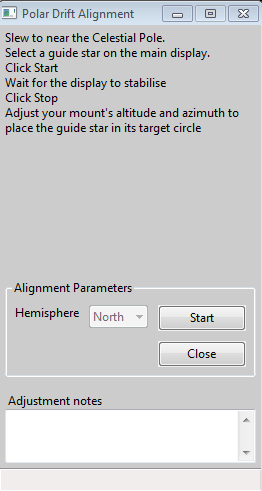 Polar Drift Alignment
Slew to near the Celestial Pole.
Select a guide star on the main display.
Click Start
Wait for the display to stabilise
Click Stop
Adjust your mount's altitude and azimuth to
place the guide star in its target circle
Alignment Parameters
Hemisphere North Start
Close
Adjustment notes